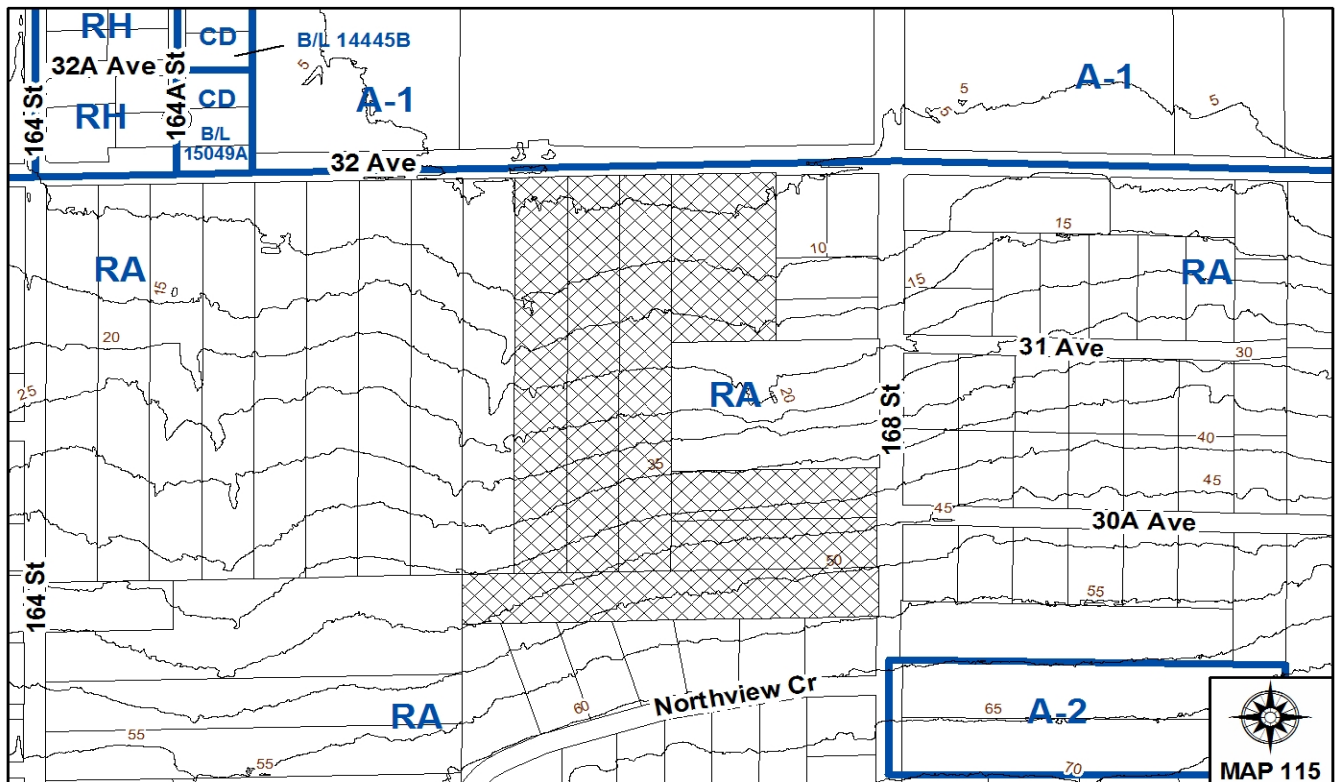 RH
CD
B/L 14445B
32A Ave
164A St
164 St
RH
CD
B/L
15049A
5
A-1
32 Ave
A-1
5
5
5
RA
15
20
25
10
15
15
RA
31 Ave
30
RA
20
168 St
35
40
45
45
30A Ave
50
55
164 St
Northview Cr
60
RA
55
55
65
A-2
70
MAP 115